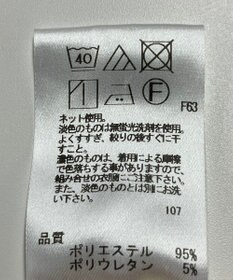 40
F
F63
ネット使用。
淡色のものは無蛍光洗剤を使用。
よくすすぎ、絞りの後すぐに干
すこと。
濃色のものは、着用による摩擦
で色落ちする事がありますので、
組み合せの衣服にご注意下さい。
また、淡色のものとは別にお洗
い下さい。
107
品質
ポリエステル 95%
ポリウレタン 5%